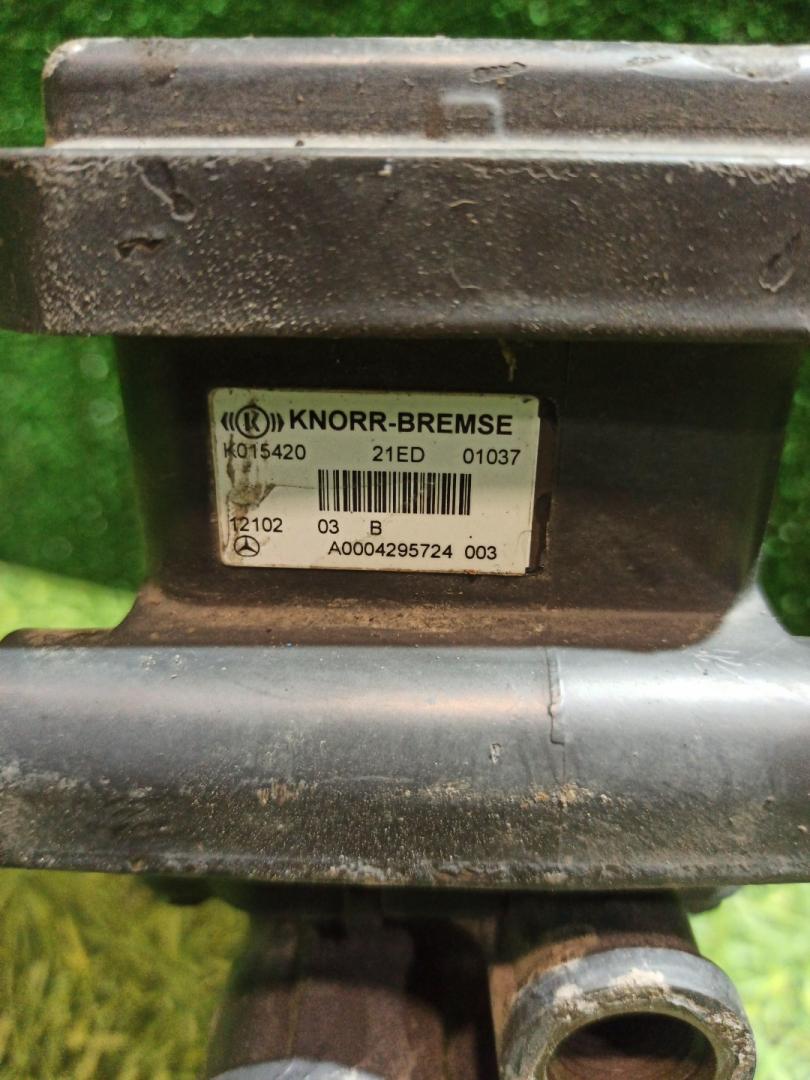 KNORR-BREMSE
K015420 21ED 01037
12102 03 B
A0004295724 003